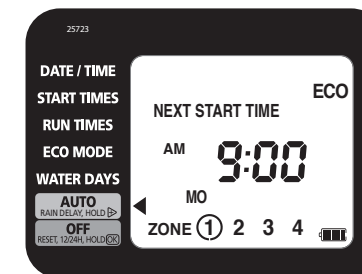 25723
DATE / TIME
START TIMES
RUN TIMES
ECO MODE
WATER DAYS
AUTO
RAIN DELAY, HOLD
OFF
RESET, 12/24H, HOLD OK
ECO
NEXT START TIME
AM 9:00
MO
ZONE 1 2 3 4